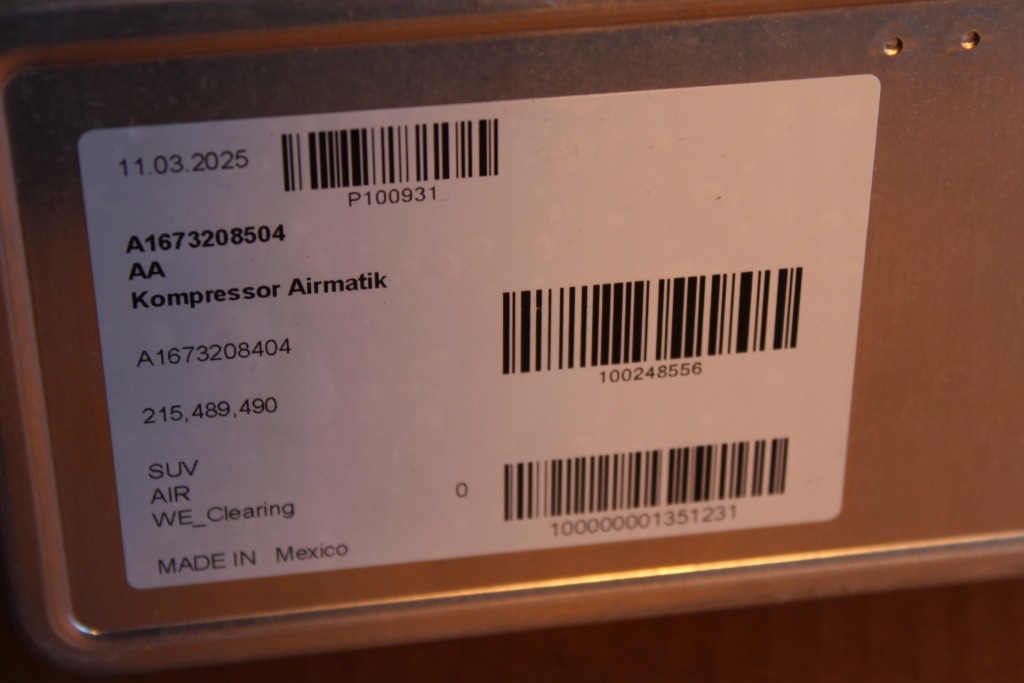 11.03.2025
P100931
A1673208504
AA
Kompressor Airmatik
A1673208404
100248556
215,489,490
SUV
AIR
0
WE_Clearing
100000001351231
MADE IN Mexico